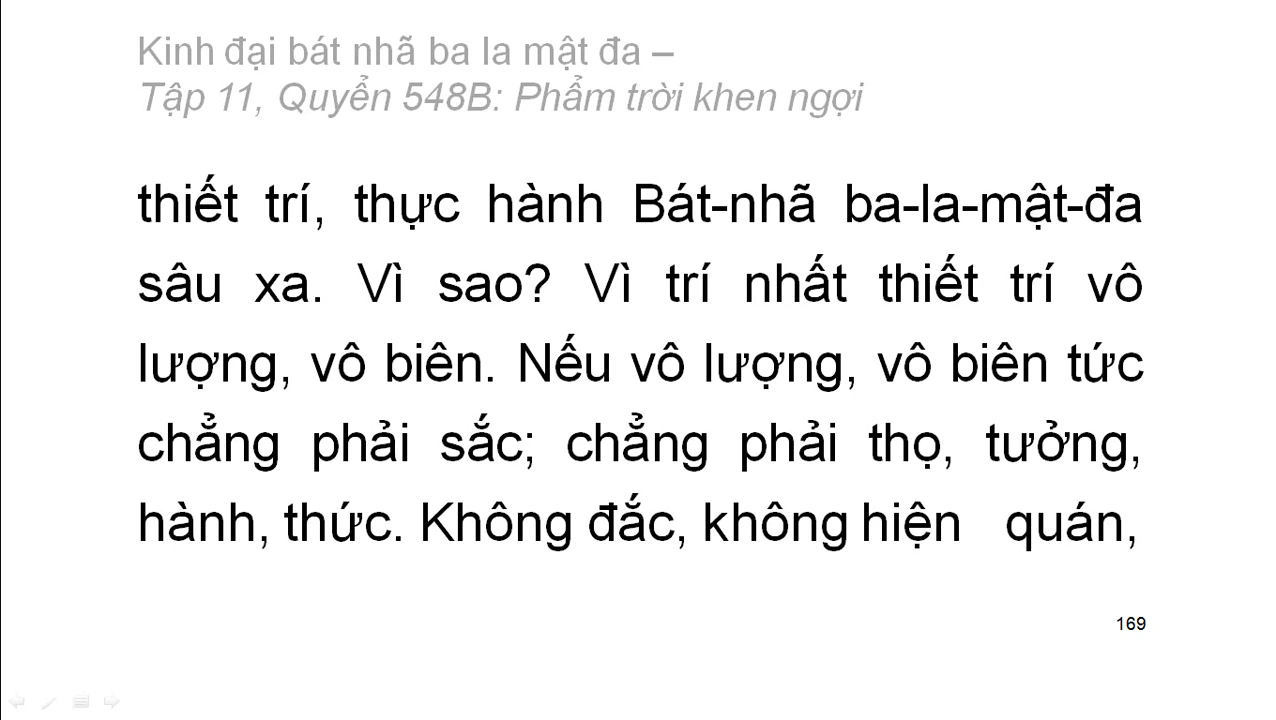 Kinh đại bát nhã ba la mật đa –
Tập 11, Quyển 548B: Phẩm trời khen ngợi
thiết trí, thực hành Bát-nhã ba-la-mật-đa
sâu xa. Vì sao? Vì trí nhất thiết trí vô
lượng, vô biên. Nếu vô lượng, vô biên tức
chẳng phải sắc; chẳng phải thọ, tưởng,
hành, thức. Không đắc, không hiện quán,
169